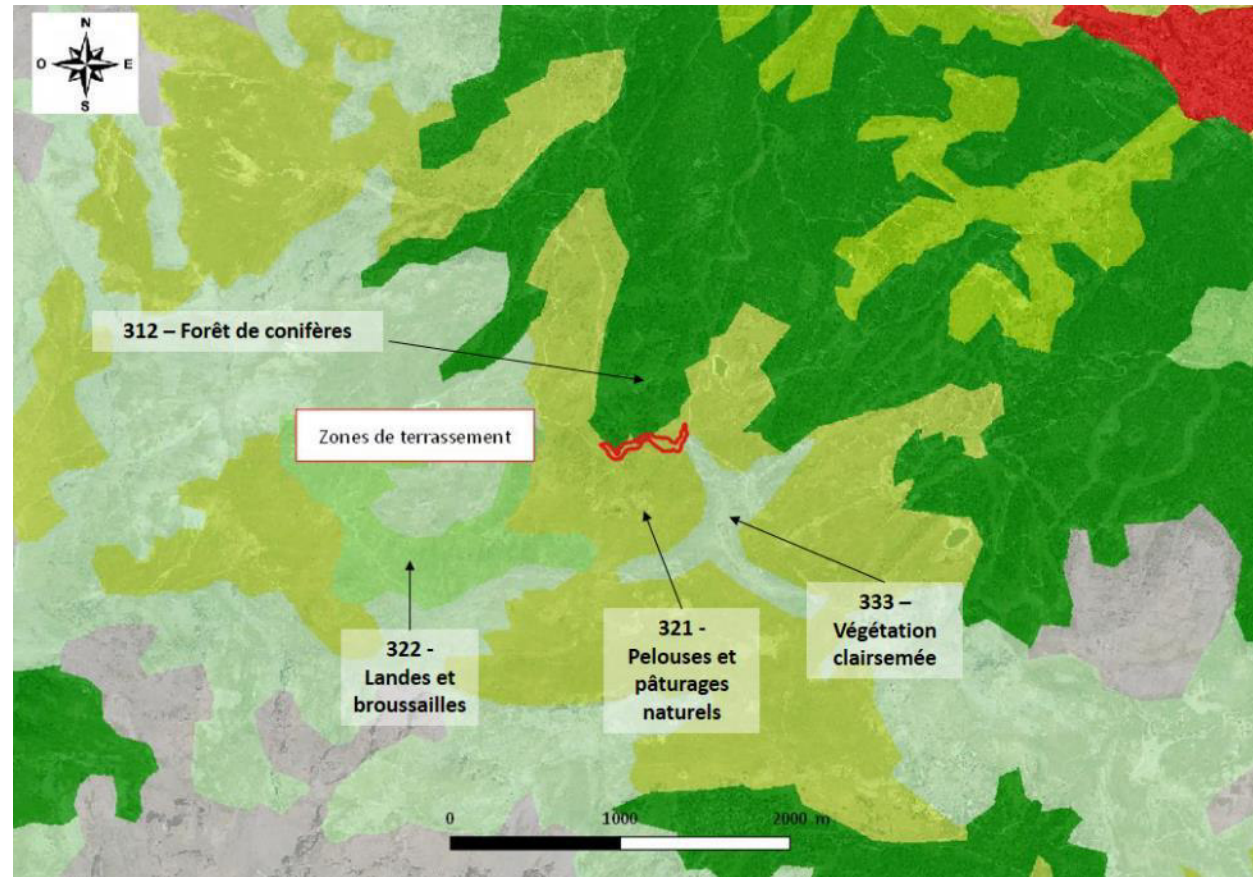 N
O E
S
312 – Forêt de conifères
Zones de terrassement
322 -
Landes et
broussailles
321 -
Pelouses et
pâturages
naturels
333 –
Végétation
clairsemée
0 1000 2000 m